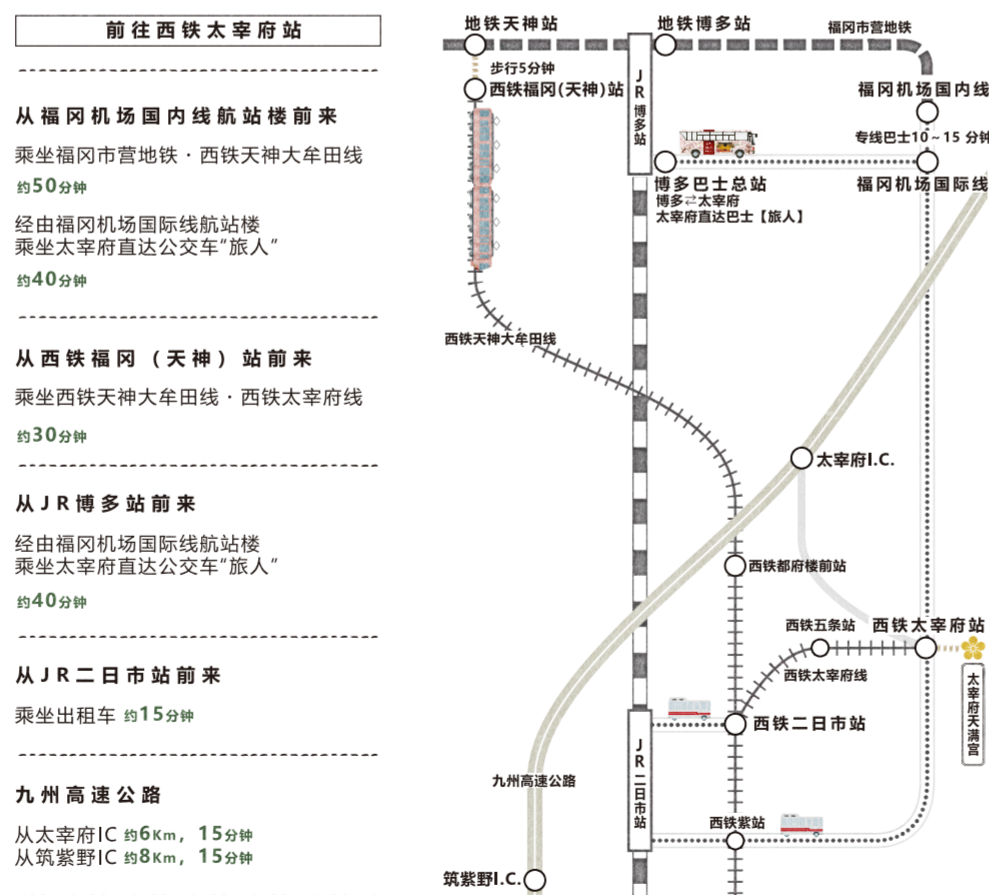 前往西铁太宰府站
从福冈机场国内线航站楼前来
乘坐福冈市营地铁・西铁天神大牟田线
约50分钟
经由福冈机场国际线航站楼
乘坐太宰府直达公交车"旅人"
约40分钟
从西铁福冈（天神）站前来
乘坐西铁天神大牟田线・西铁太宰府线
约30分钟
从JR博多站前来
经由福冈机场国际线航站楼
乘坐太宰府直达公交车"旅人"
约40分钟
从JR二日市站前来
乘坐出租车 约15分钟
九州高速公路
从太宰府IC 约6Km，15分钟
从筑紫野IC 约8Km，15分钟
地铁天神站
地铁博多站
福冈市营地铁
步行5分钟
西铁福冈(天神)站
JR博多站
福冈机场国内线
专线巴士10～15 分钟
博多巴士总站
博多⇄太宰府
太宰府直达巴士【旅人】
福冈机场国际线
西铁天神大牟田线
太宰府I.C.
西铁都府楼前站
西铁五条站
西铁太宰府站
西铁太宰府线
太宰府天满宫
西铁二日市站
JR二日市站
九州高速公路
西铁紫站
筑紫野I.C.